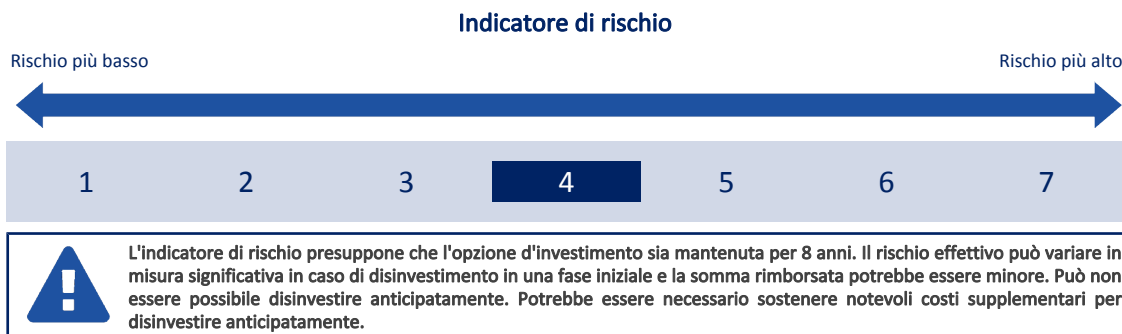 Indicatore di rischio
Rischio più basso
Rischio più alto
1 2 3 4 5 6 7
L'indicatore di rischio presuppone che l'opzione d'investimento sia mantenuta per 8 anni. Il rischio effettivo può variare in
misura significativa in caso di disinvestimento in una fase iniziale e la somma rimborsata potrebbe essere minore. Può non
essere possibile disinvestire anticipatamente. Potrebbe essere necessario sostenere notevoli costi supplementari per
disinvestire anticipatamente.